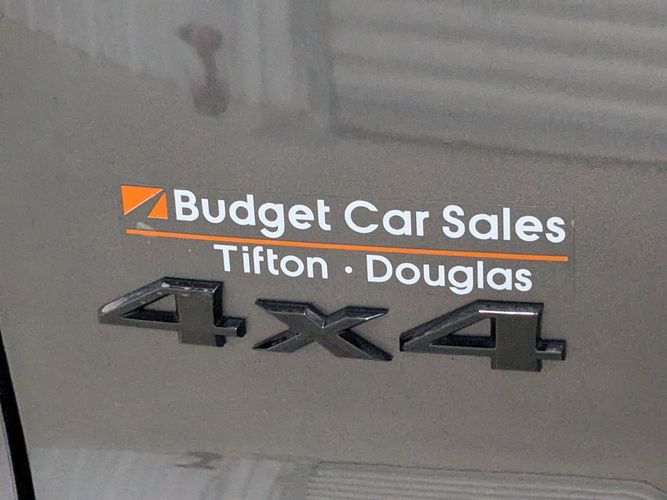 Budget Car Sales
Tifton · Douglas
4x4